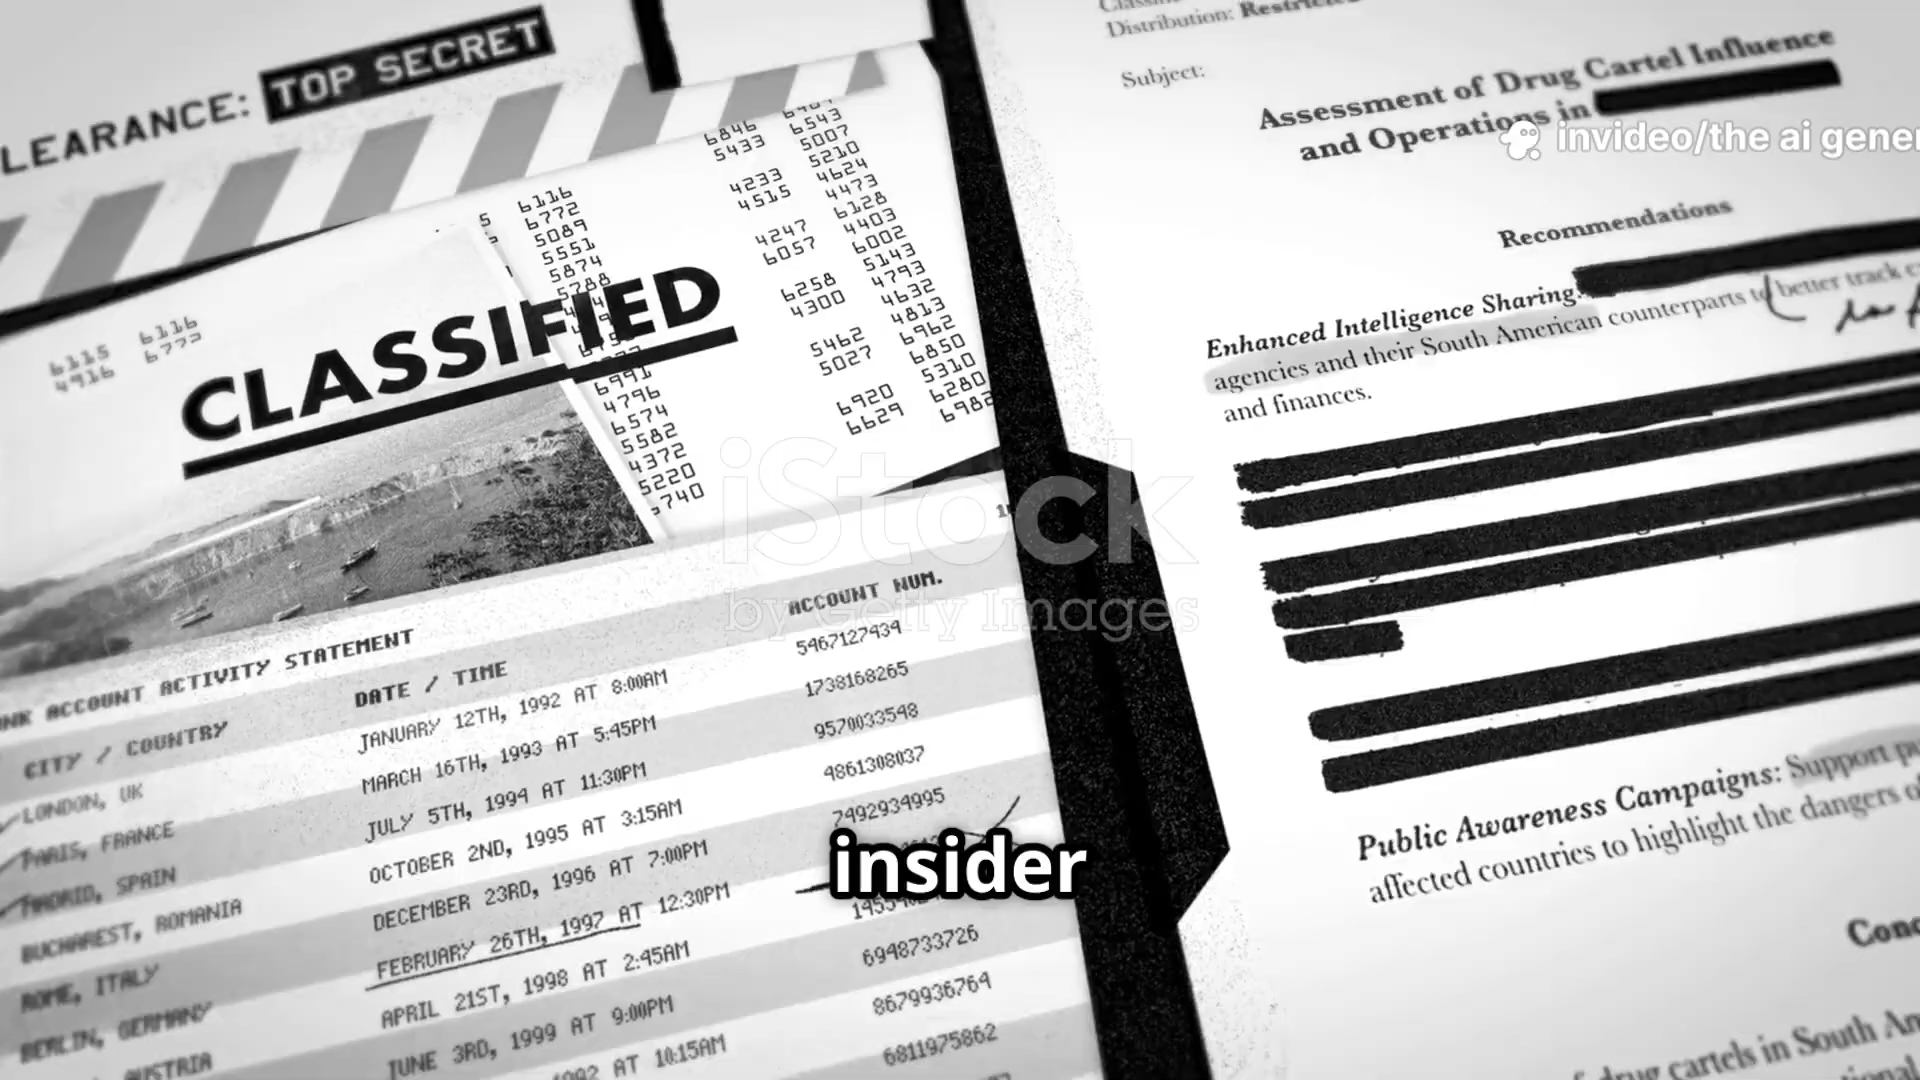 LEARANCE: TOP SECRET
6846
5433
4233
4515
4247
6057
6258
4300
5462
5027
6920
6629
6543
5007
5210
4624
4473
6128
4403
6002
5143
4793
4632
4813
6962
6850
5310
6280
6982
6116
6772
5089
5551
5874
5788
6991
4796
6574
5582
4372
5220
6115 6116
4916 6772
CLASSIFIED
ACCOUNT ACTIVITY STATEMENT
CITY / COUNTRY DATE / TIME ACCOUNT NUM.
LONDON, UK JANUARY 12TH, 1992 AT 8:00AM 5467127434
PARIS, FRANCE MARCH 16TH, 1993 AT 5:45PM 1738168265
MADRID, SPAIN JULY 5TH, 1994 AT 11:30PM 9570033548
BUCHAREST, ROMANIA OCTOBER 2ND, 1995 AT 3:15AM 4861308037
ROME, ITALY DECEMBER 23RD, 1996 AT 7:00PM 7492934995
BERLIN, GERMANY FEBRUARY 26TH, 1997 AT 12:30PM
AUSTRIA APRIL 21ST, 1998 AT 2:45AM 6948733726
JUNE 3RD, 1999 AT 9:00PM 8679936764
1992 AT 10:15AM 6811975862
Distribution: Restricted
Subject:
Assessment of Drug Cartel Influence
and Operations in
invideo/the ai gener
Recommendations
Enhanced Intelligence Sharing:
agencies and their South American counterparts to better track
and finances.
Public Awareness Campaigns: Support
affected countries to highlight the dangers of
Conc
drug cartels in South Am
iStock
by Getty Images
insider